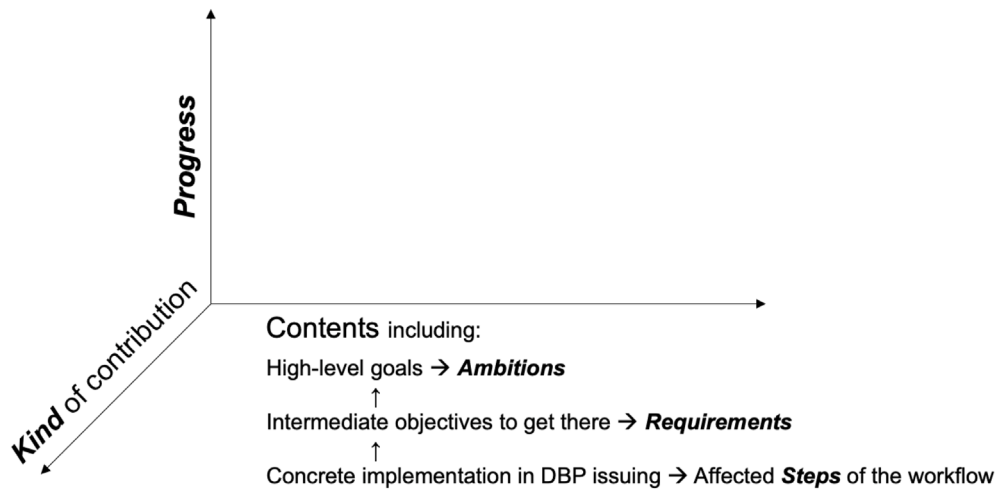 Progress
Kind of contribution
Contents including:
High-level goals → Ambitions
↑
Intermediate objectives to get there → Requirements
↑
Concrete implementation in DBP issuing → Affected Steps of the workflow